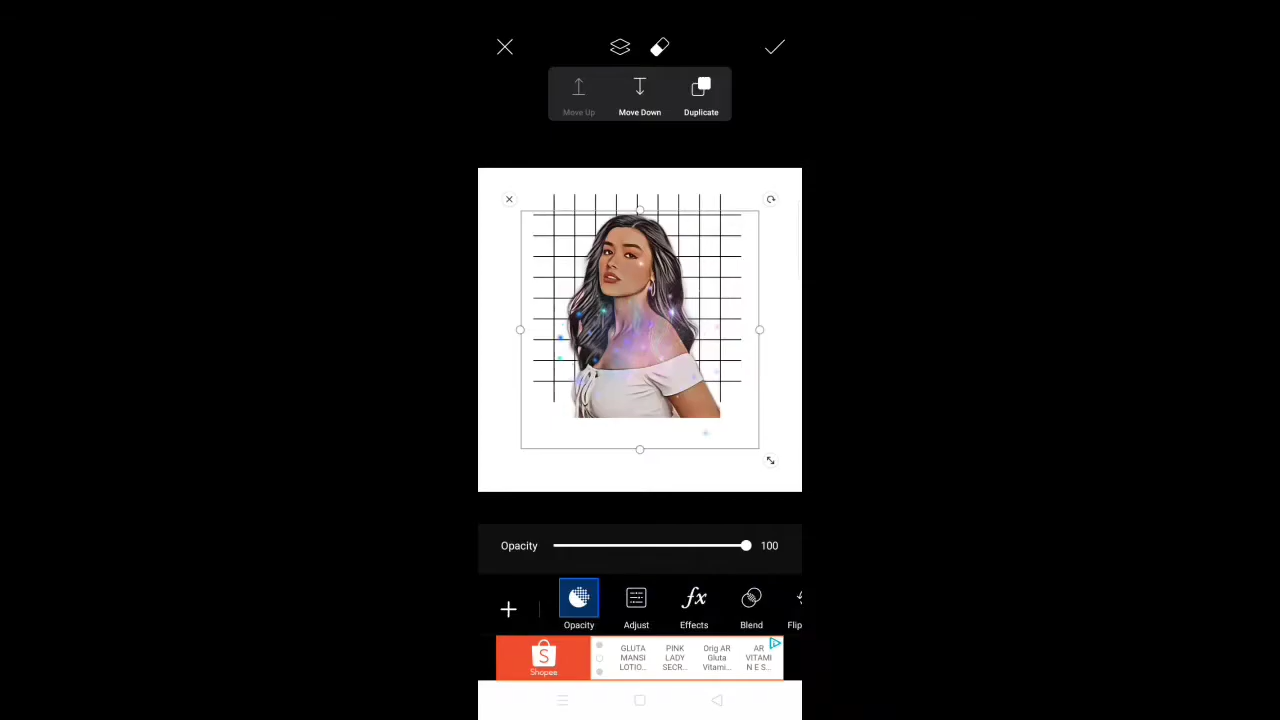 Move Up
Move Down
Duplicate
Opacity
100
Opacity
Adjust
Effects
Blend
Flip
S
Shopee
GLUTA
MANSI
LOTIO...
PINK
LADY
SECR...
Orig AR
Gluta
Vitami...
AR
VITAMI
N E S...